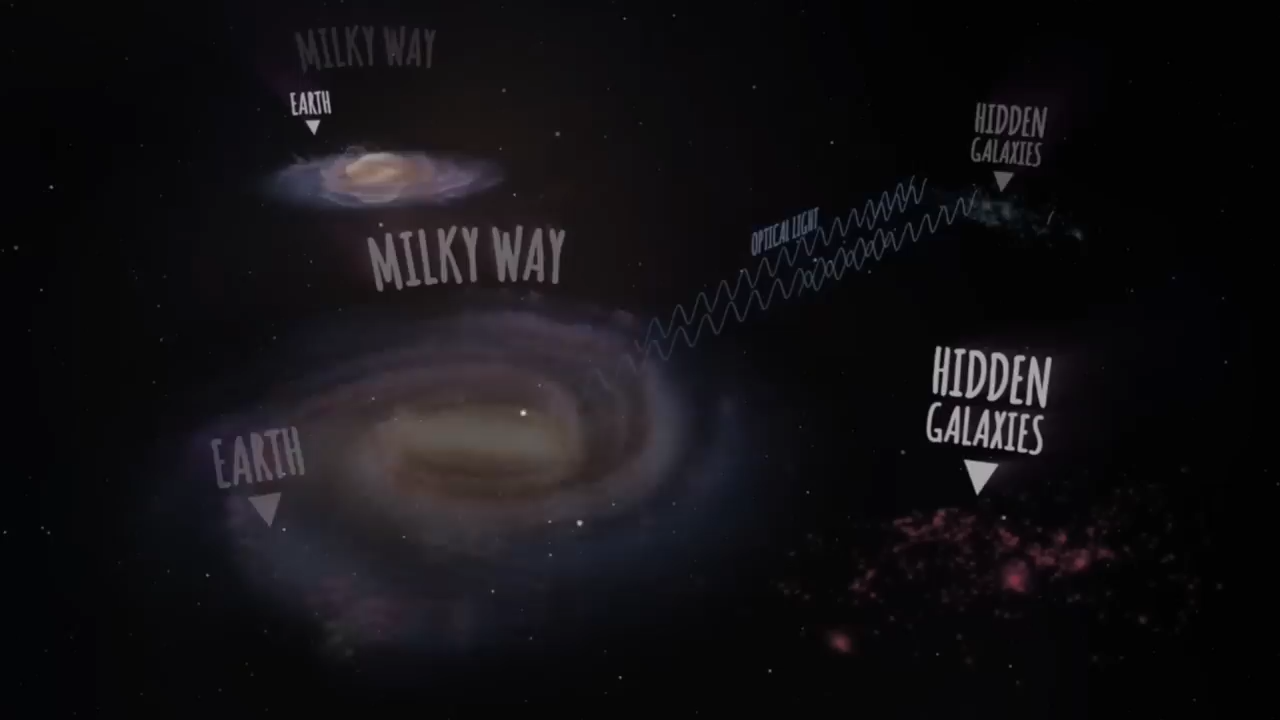 MILKY WAY
EARTH
HIDDEN
GALAXIES
OPTICAL LIGHT
MILKY WAY
HIDDEN
GALAXIES
EARTH